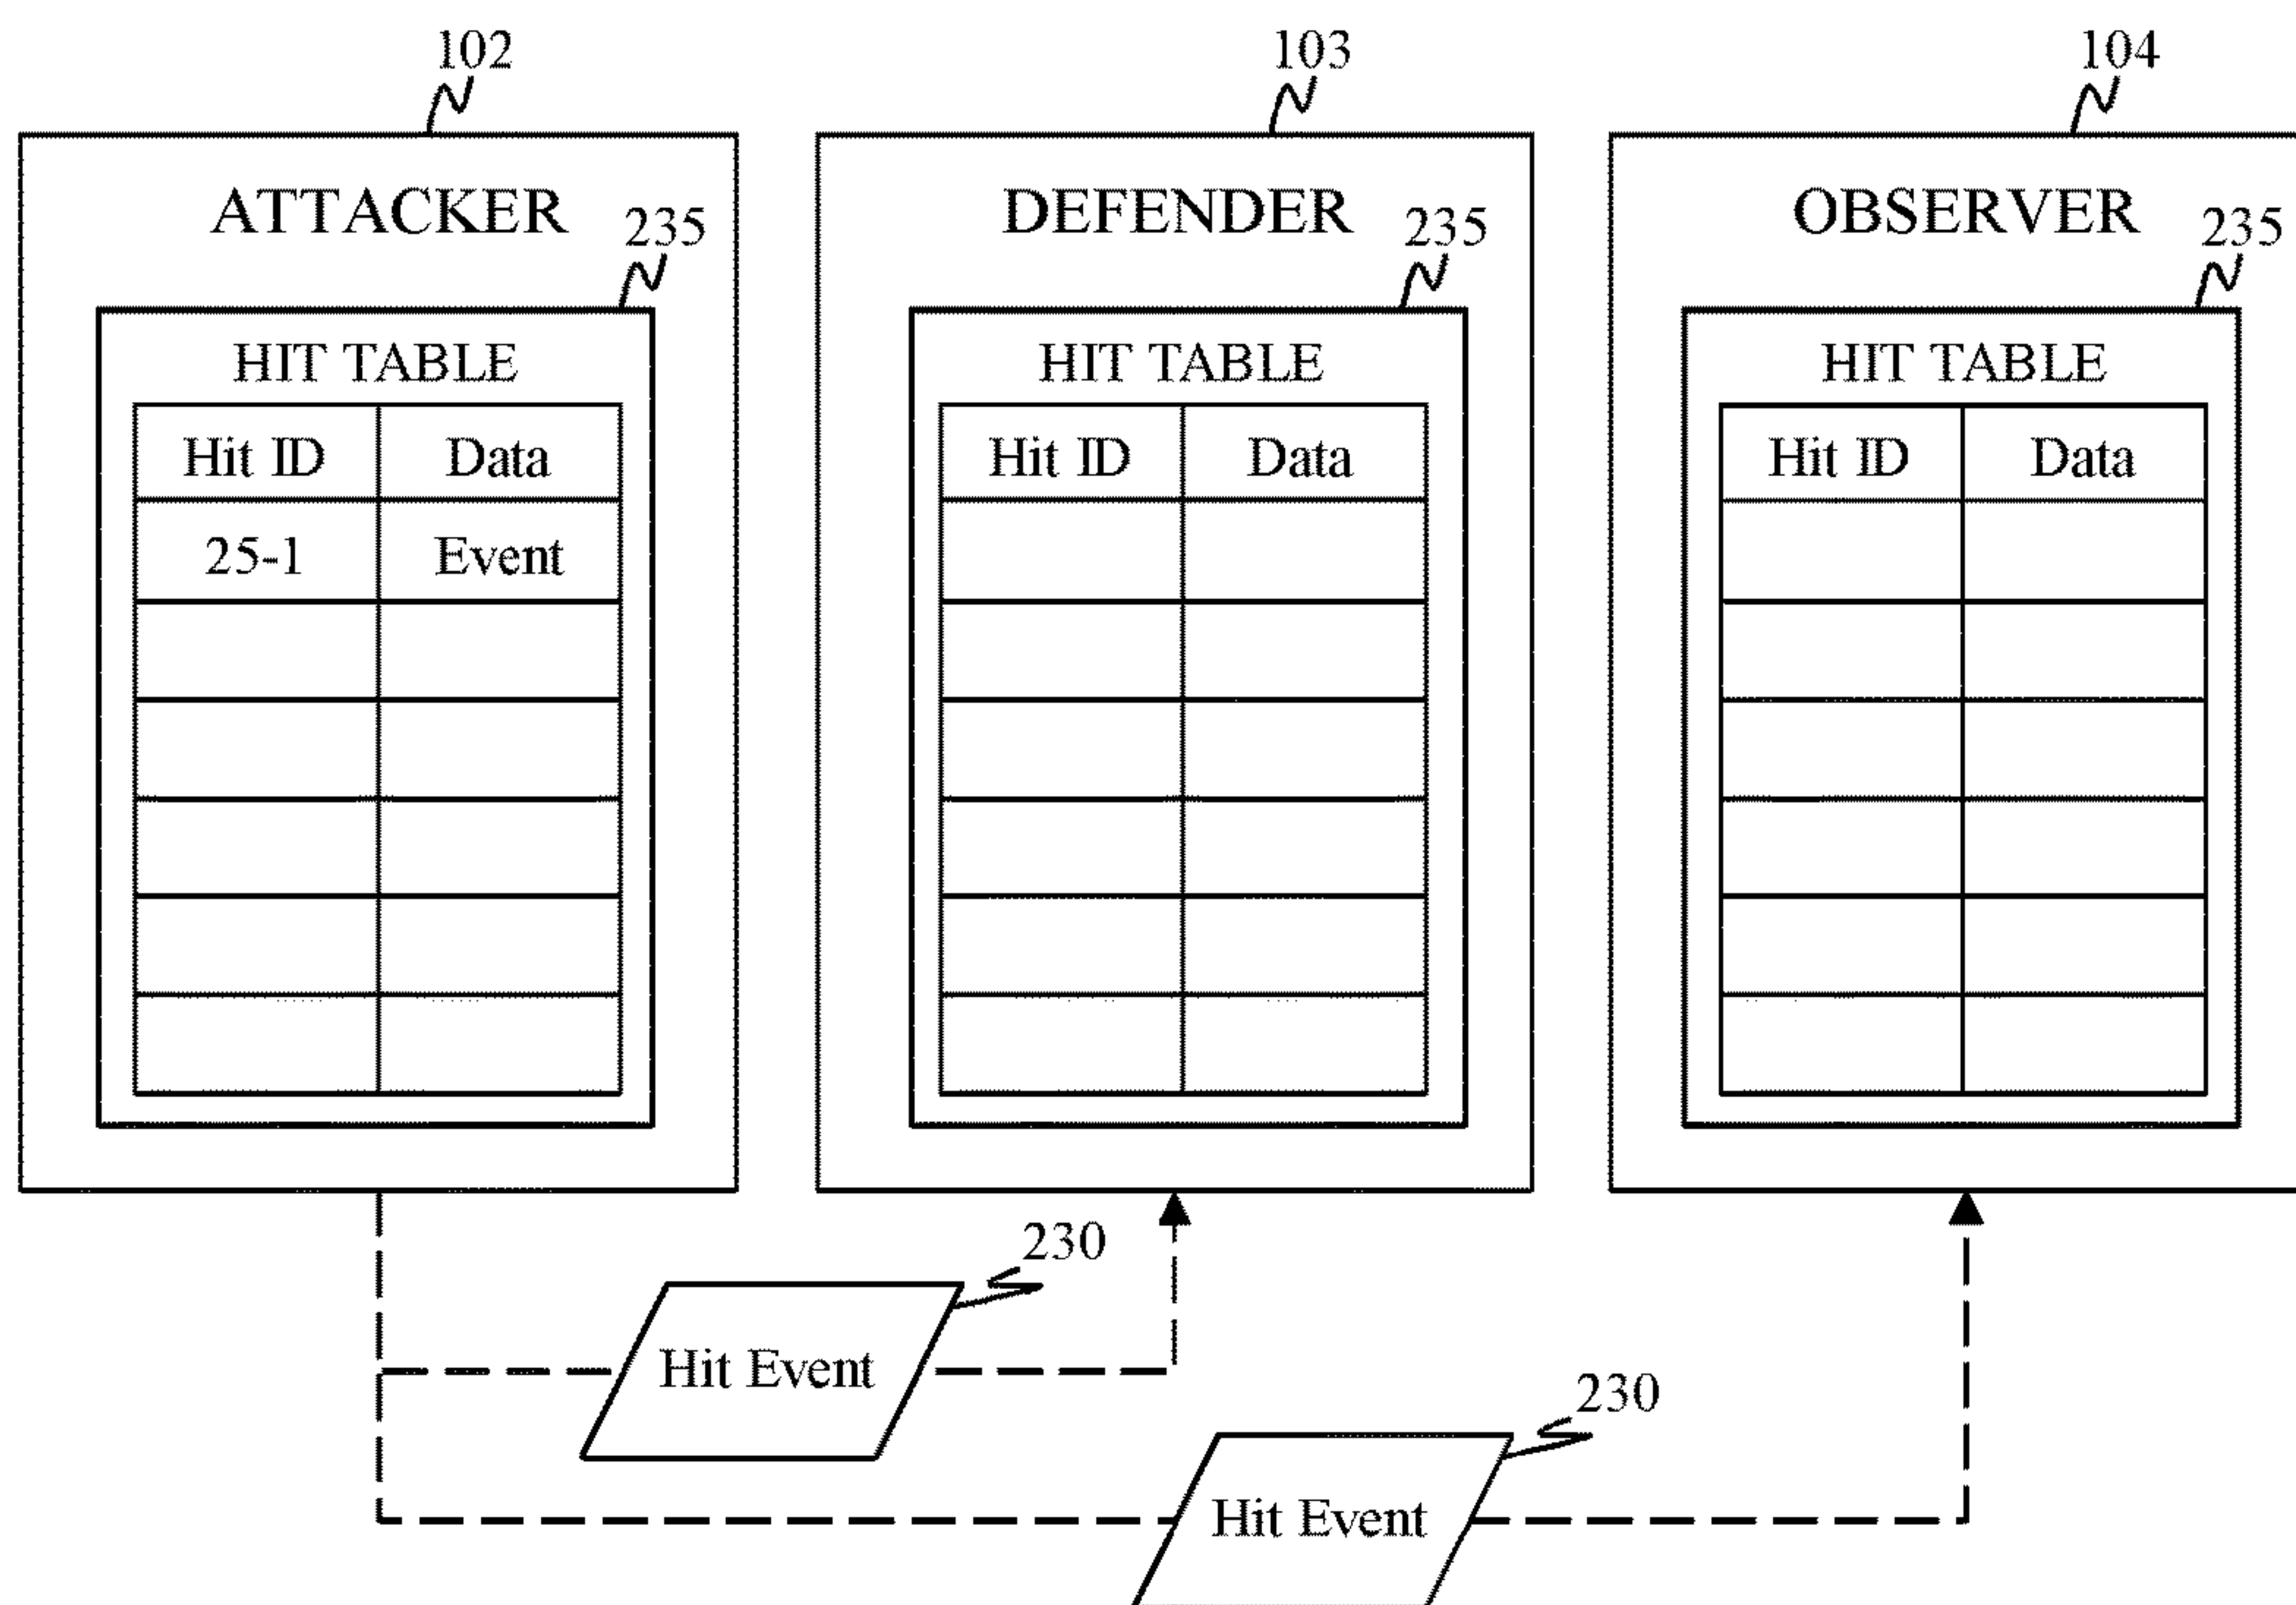 102 103 104
ATTACKER DEFENDER OBSERVER
235 235 235
HIT TABLE HIT TABLE HIT TABLE
Hit ID Data Hit ID Data Hit ID Data
25-1 Event
230
Hit Event
230
Hit Event